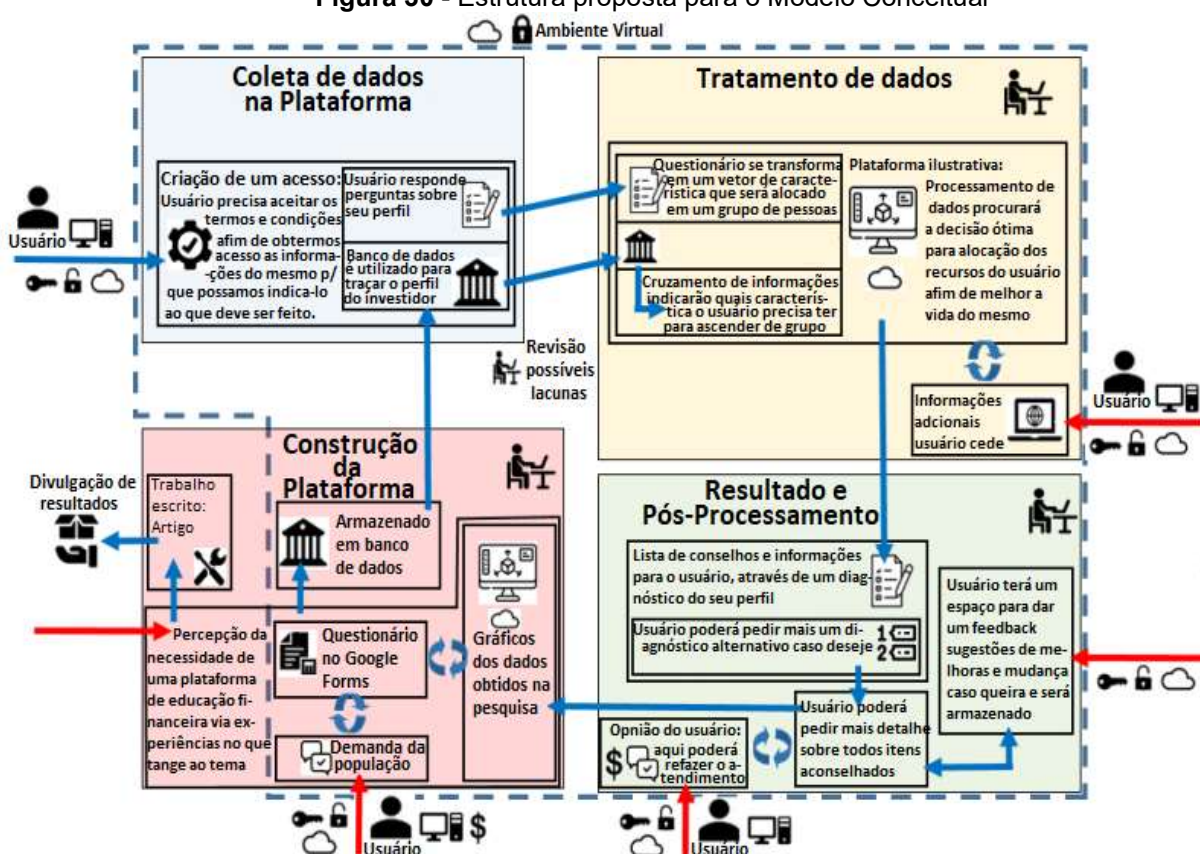 Figura 50 - Estrutura proposta para o Modelo Conceitual
Ambiente Virtual
Coleta de dados
na Plataforma
Criação de um acesso:
Usuário precisa aceitar os
termos e condições
afim de obtermos
acesso as informa-
-ções do mesmo p/
que possamos indica-lo
ao que deve ser feito.
Usuário responde
perguntas sobre
seu perfil
Banco de dados
é utilizado para
traçar o perfil
do investidor
Usuário
Tratamento de dados
Questionário se transforma
em um vetor de caracte-
rística que será alocado
em um grupo de pessoas
Cruzamento de informações
indicarão quais caracterís-
tica o usuário precisa ter
para ascender de grupo
Plataforma ilustrativa:
Processamento de
dados procurará
a decisão ótima
para alocação dos
recursos do usuário
afim de melhor a
vida do mesmo
Informações
adcionais
usuário cede
Usuário
Revisão
possíveis
lacunas
Construção
da
Plataforma
Divulgação de
resultados
Trabalho
escrito:
Artigo
Armazenado
em banco
de dados
Percepção da
necessidade de
uma plataforma
de educação fi-
nanceira via ex-
periências no que
tange ao tema
Questionário
no Google
Forms
Demanda da
população
Gráficos
dos dados
obtidos na
pesquisa
Resultado e
Pós-Processamento
Lista de conselhos e informações
para o usuário, através de um diag-
nóstico do seu perfil
Usuário poderá pedir mais um di-
agnóstico alternativo caso deseje
1
2
Usuário poderá
pedir mais detalhe
sobre todos itens
aconselhados
Opnião do usuário:
$
aqui poderá
refazer o a-
tendimento
Usuário terá um
espaço para dar
um feedback
sugestões de me-
lhoras e mudança
caso queira e será
armazenado
$
Usuário
Usuário